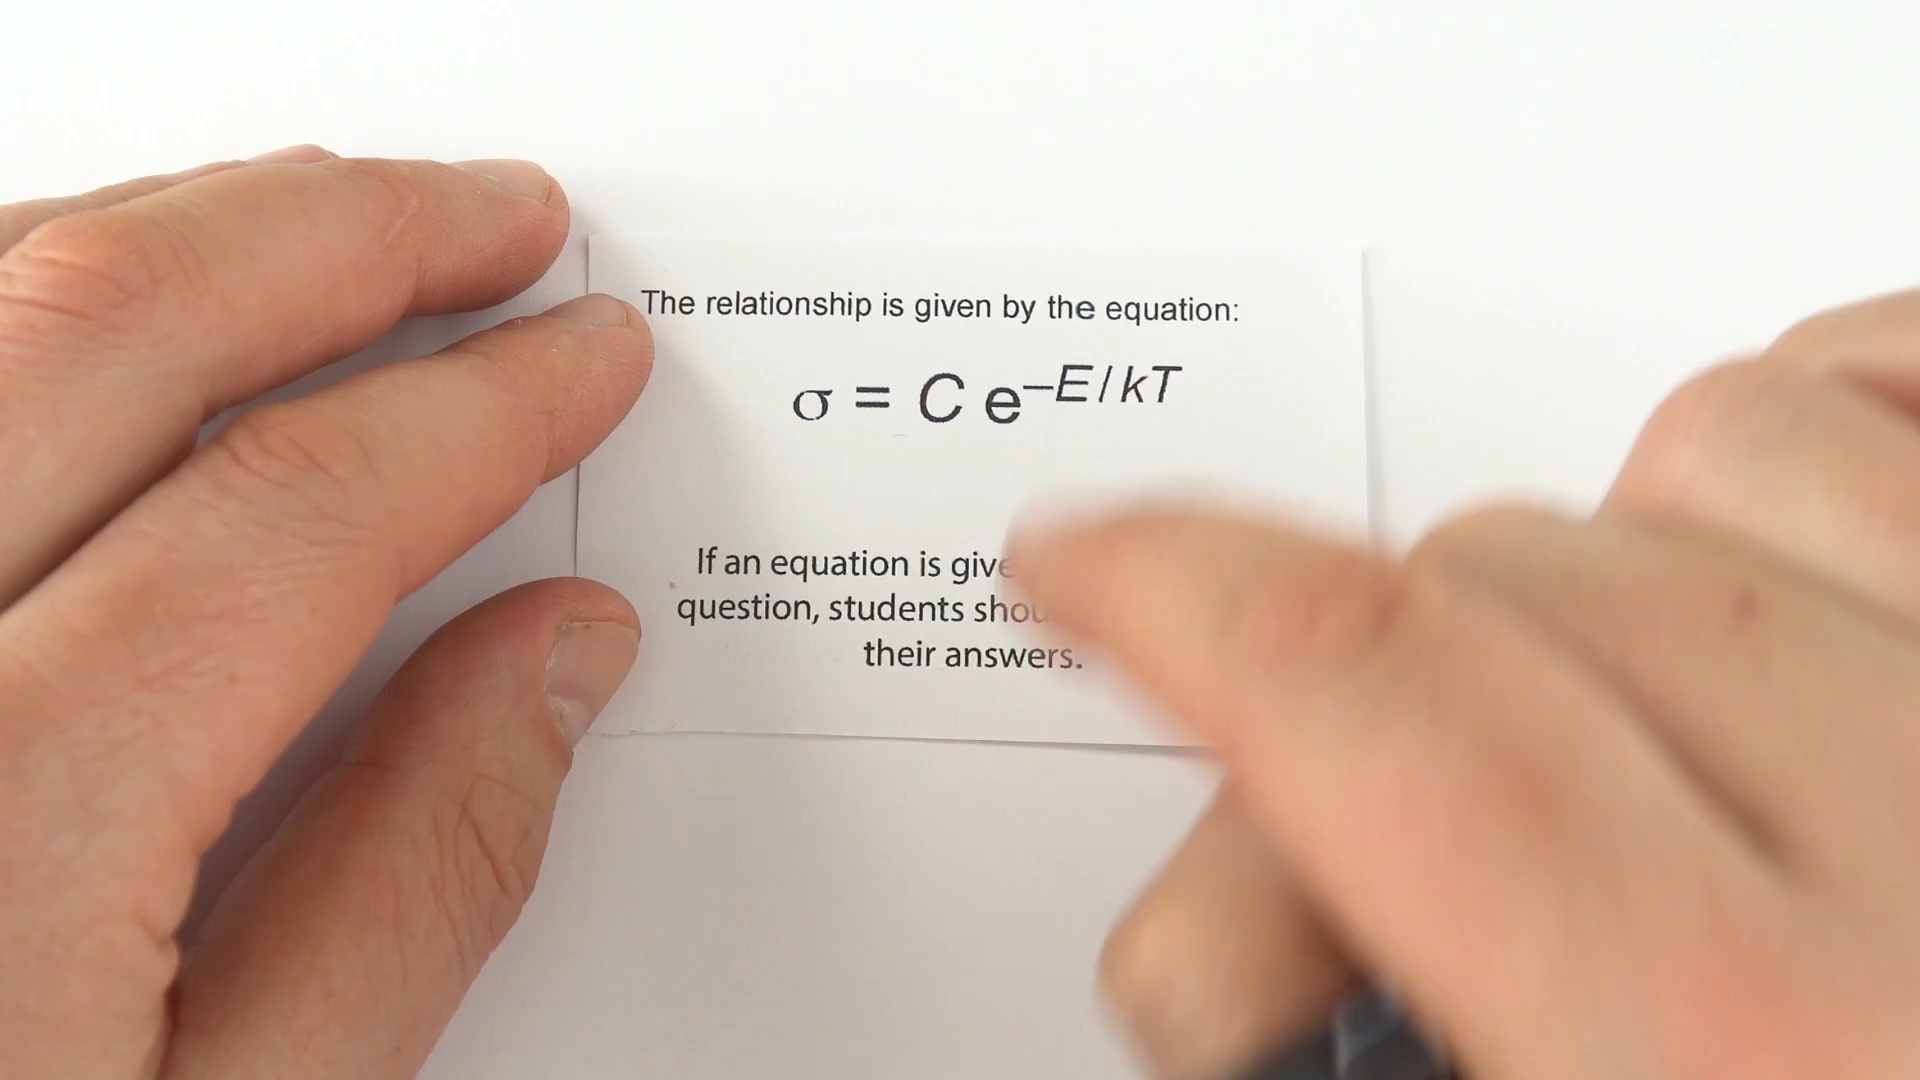 The relationship is given by the equation:
σ = C e^–E/kT
If an equation is give
question, students shou
their answers.